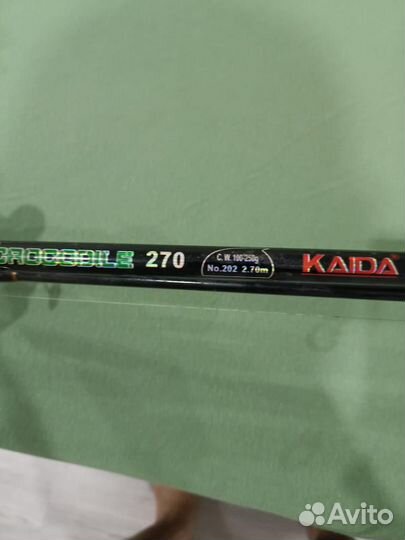 CROCODILE 270 C.W. 100-250g KAIDA
No.202 2.70m
Avito